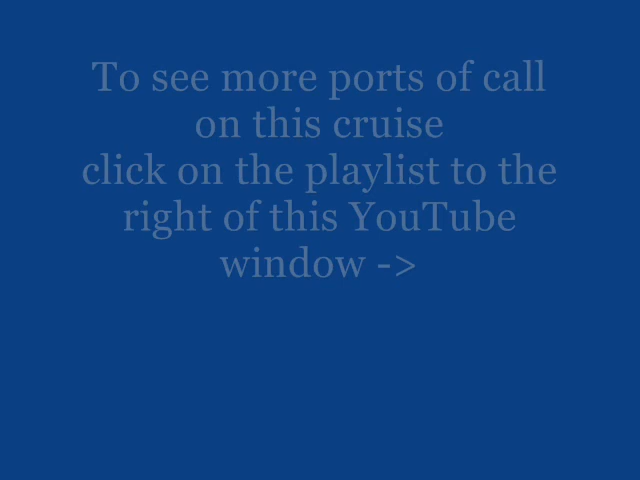 To see more ports of call
on this cruise
click on the playlist to the
right of this YouTube
window ->